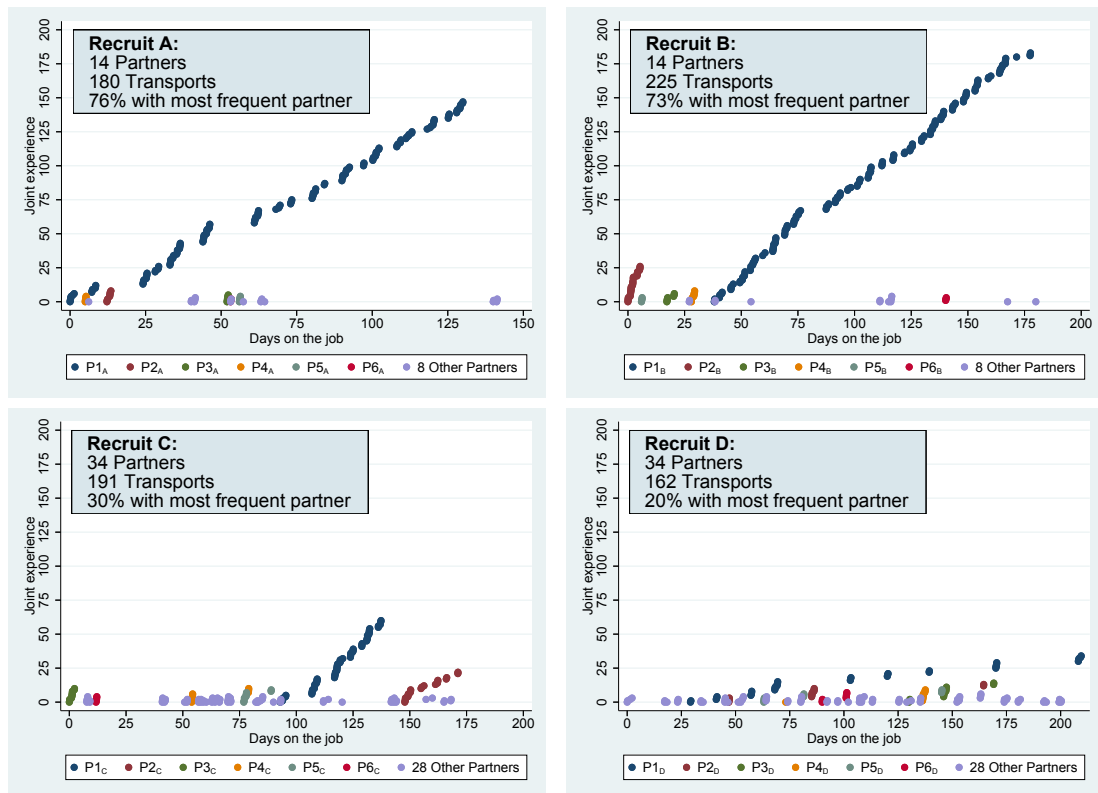 Recruit A:
14 Partners
180 Transports
76% with most frequent partner
Joint experience
0 25 50 75 100 125 150 175 200
0 25 50 75 100 125 150
Days on the job
P1A P2A P3A P4A P5A P6A 8 Other Partners
Recruit B:
14 Partners
225 Transports
73% with most frequent partner
Joint experience
0 25 50 75 100 125 150 175 200
0 25 50 75 100 125 150 175 200
Days on the job
P1B P2B P3B P4B P5B P6B 8 Other Partners
Recruit C:
34 Partners
191 Transports
30% with most frequent partner
Joint experience
0 25 50 75 100 125 150 175 200
0 25 50 75 100 125 150 175 200
Days on the job
P1C P2C P3C P4C P5C P6C 28 Other Partners
Recruit D:
34 Partners
162 Transports
20% with most frequent partner
Joint experience
0 25 50 75 100 125 150 175 200
0 25 50 75 100 125 150 175 200
Days on the job
P1D P2D P3D P4D P5D P6D 28 Other Partners